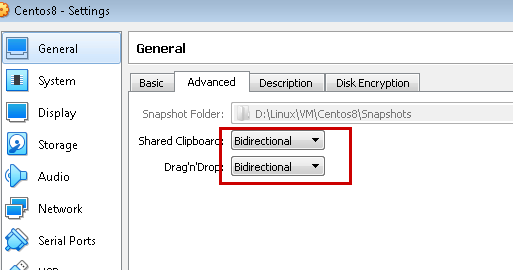 Centos8 - Settings
General
System
Display
Storage
Audio
Network
Serial Ports
General
Basic
Advanced
Description
Disk Encryption
Snapshot Folder:
D:\Linux\VM\Centos8\Snapshots
Shared Clipboard:
Bidirectional
Drag'n'Drop:
Bidirectional